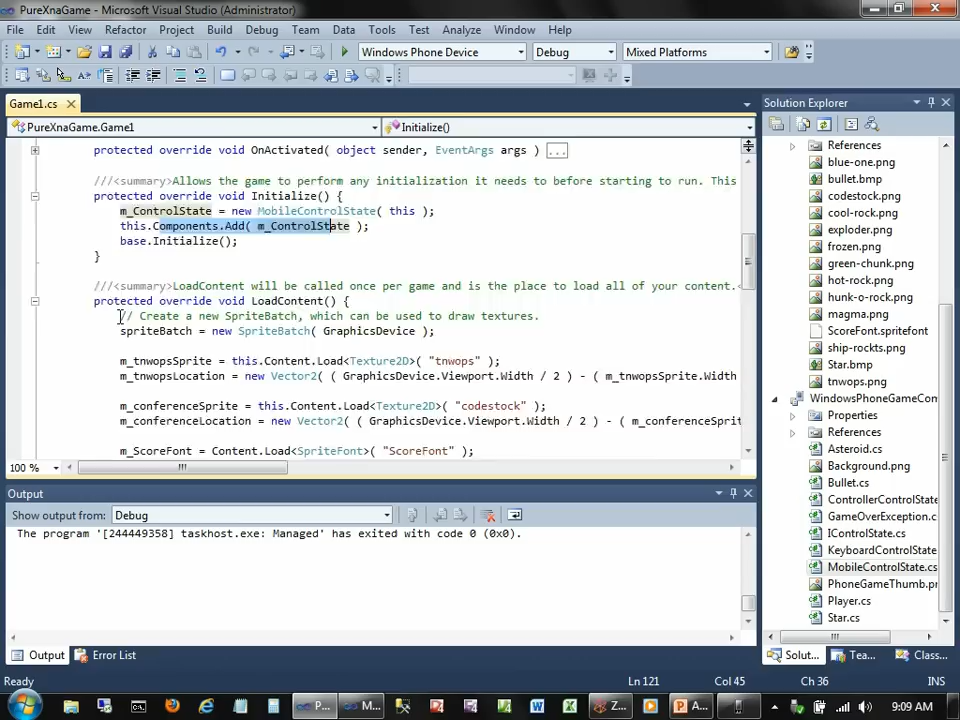 PureXnaGame - Microsoft Visual Studio (Administrator)
File Edit View Refactor Project Build Debug Team Data Tools Test Analyze Window Help
Windows Phone Device Debug Mixed Platforms
Game1.cs
PureXnaGame.Game1 Initialize()
protected override void OnActivated( object sender, EventArgs args ) ...
///<summary>Allows the game to perform any initialization it needs to before starting to run. This
protected override void Initialize() {
m_ControlState = new MobileControlState( this );
this.Components.Add( m_ControlState );
base.Initialize();
}
///<summary>LoadContent will be called once per game and is the place to load all of your content.<
protected override void LoadContent() {
// Create a new SpriteBatch, which can be used to draw textures.
spriteBatch = new SpriteBatch( GraphicsDevice );
m_tnwopsSprite = this.Content.Load<Texture2D>( "tnwops" );
m_tnwopsLocation = new Vector2( ( GraphicsDevice.Viewport.Width / 2 ) - ( m_tnwopsSprite.Width
m_conferenceSprite = this.Content.Load<Texture2D>( "codestock" );
m_conferenceLocation = new Vector2( ( GraphicsDevice.Viewport.Width / 2 ) - ( m_conferenceSprit
m_ScoreFont = Content.Load<SpriteFont>( "ScoreFont" );
100 %
Output
Show output from: Debug
The program '[244449358] taskhost.exe: Managed' has exited with code 0 (0x0).
Output Error List
Solution Explorer
References
blue-one.png
bullet.bmp
codestock.png
cool-rock.png
exploder.png
frozen.png
green-chunk.png
hot-rock.png
hunk-o-rock.png
ScoreFont.spritefont
ship-rockts.png
Star.bmp
tnwops.png
WindowsPhoneGameCom
Properties
References
Asteroid.cs
Background.png
Bullet.cs
ControllerControlState
GameOverException.c
IControlState.cs
KeyboardControlState
MobileControlState.cs
PhoneGameThumb.pr
Player.cs
Star.cs
Solut... Tea... Class...
Ready Ln 121 Col 45 Ch 36 INS
P... M... Z... A... 9:09 AM